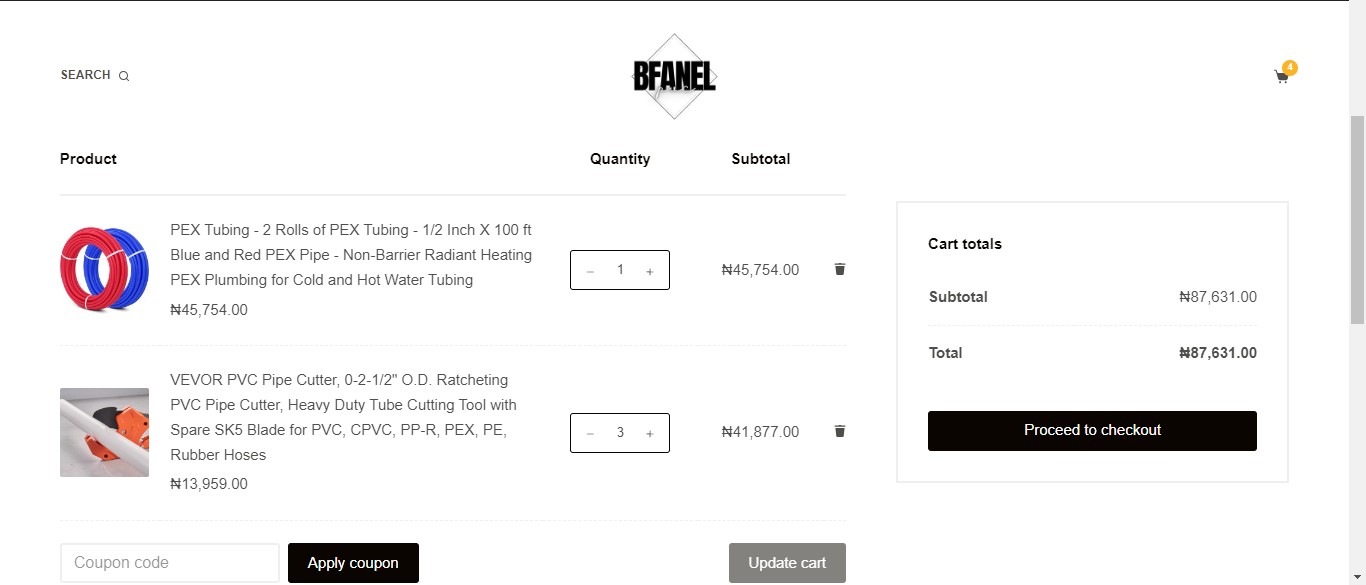 SEARCH
BFANEL
4
Product Quantity Subtotal
PEX Tubing - 2 Rolls of PEX Tubing - 1/2 Inch X 100 ft
Blue and Red PEX Pipe - Non-Barrier Radiant Heating
PEX Plumbing for Cold and Hot Water Tubing
₦45,754.00
− 1 +
₦45,754.00
VEVOR PVC Pipe Cutter, 0-2-1/2" O.D. Ratcheting
PVC Pipe Cutter, Heavy Duty Tube Cutting Tool with
Spare SK5 Blade for PVC, CPVC, PP-R, PEX, PE,
Rubber Hoses
₦13,959.00
− 3 +
₦41,877.00
Coupon code
Apply coupon
Update cart
Cart totals
Subtotal ₦87,631.00
Total ₦87,631.00
Proceed to checkout